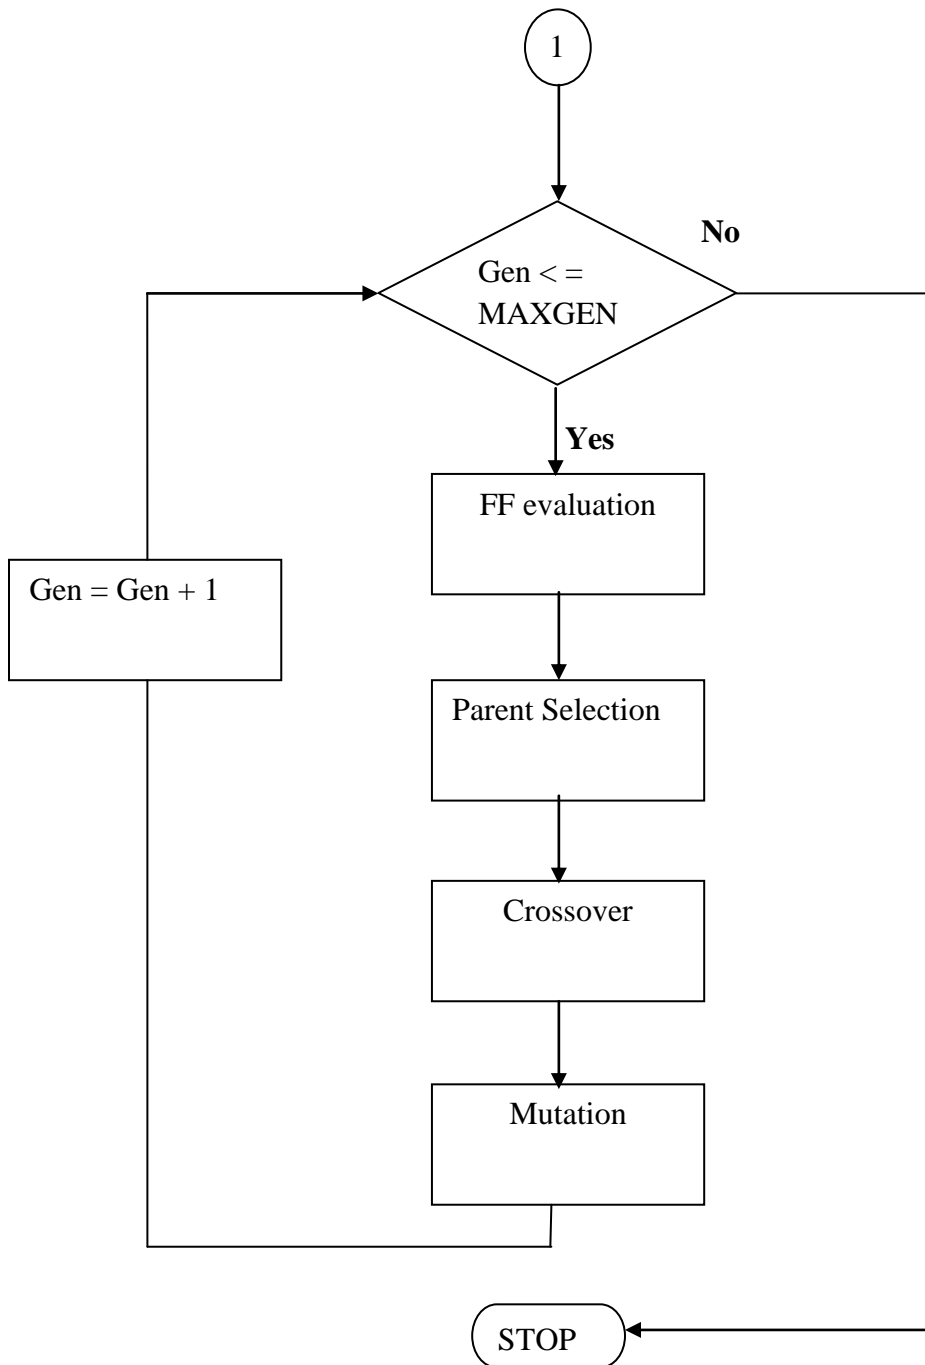 1
No
Gen < =
MAXGEN
Yes
FF evaluation
Gen = Gen + 1
Parent Selection
Crossover
Mutation
STOP